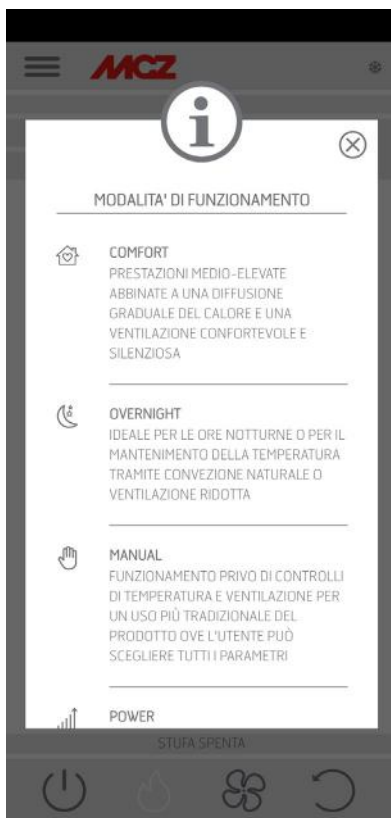 MCZ
i
MODALITA' DI FUNZIONAMENTO
COMFORT
PRESTAZIONI MEDIO-ELEVATE
ABBINATE A UNA DIFFUSIONE
GRADUALE DEL CALORE E UNA
VENTILAZIONE CONFORTEVOLE E
SILENZIOSA
OVERNIGHT
IDEALE PER LE ORE NOTTURNE O PER IL
MANTENIMENTO DELLA TEMPERATURA
TRAMITE CONVEZIONE NATURALE O
VENTILAZIONE RIDOTTA
MANUAL
FUNZIONAMENTO PRIVO DI CONTROLLI
DI TEMPERATURA E VENTILAZIONE PER
UN USO PIÙ TRADIZIONALE DEL
PRODOTTO OVE L'UTENTE PUÒ
SCEGLIERE TUTTI I PARAMETRI
POWER
STUFA SPENTA